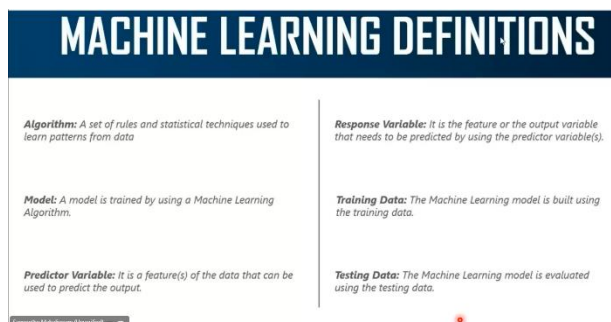 MACHINE LEARNING DEFINITIONS
Algorithm: A set of rules and statistical techniques used to
learn patterns from data
Model: A model is trained by using a Machine Learning
Algorithm.
Predictor Variable: It is a feature(s) of the data that can be
used to predict the output.
Response Variable: It is the feature or the output variable
that needs to be predicted by using the predictor variable(s).
Training Data: The Machine Learning model is built using
the training data.
Testing Data: The Machine Learning model is evaluated
using the testing data.